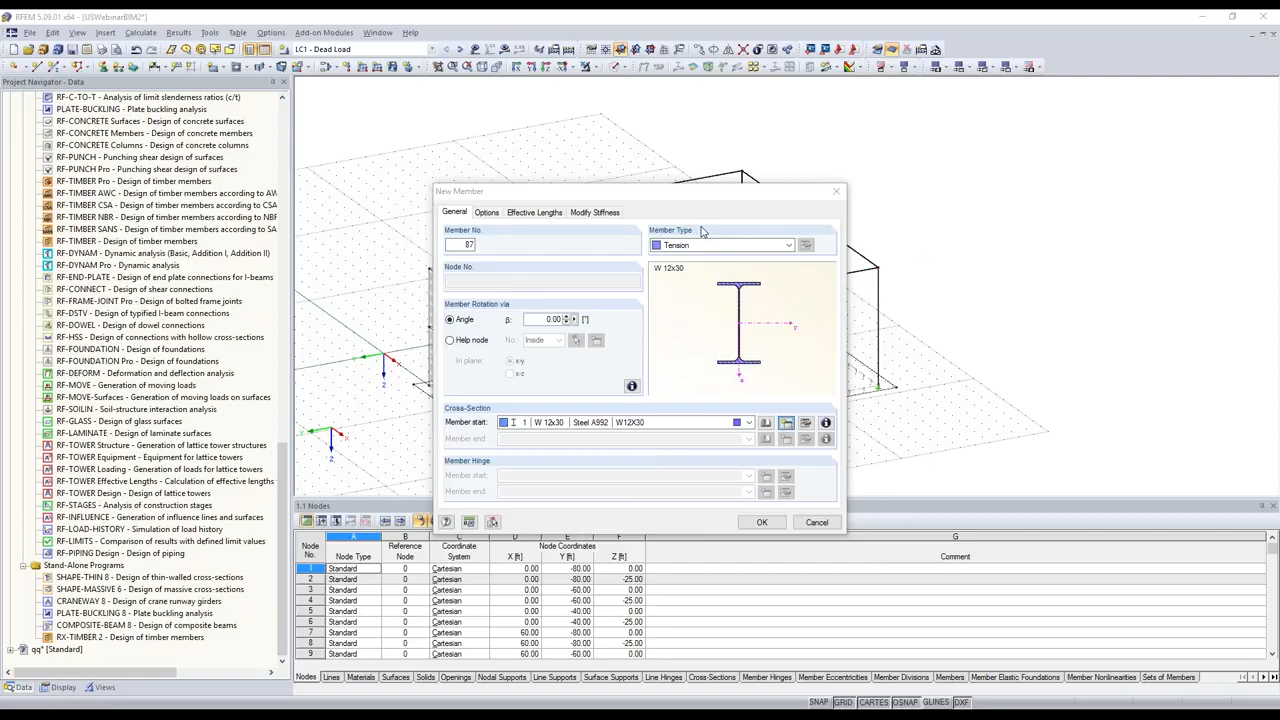 RFEM 5.09.01 x64 - [USWebinarBIM2*]
File Edit View Insert Calculate Results Tools Table Options Add-on Modules Window Help
LC1 - Dead Load
Project Navigator - Data
RF-C-TO-T - Analysis of limit slenderness ratios (c/t)
PLATE-BUCKLING - Plate buckling analysis
RF-CONCRETE Surfaces - Design of concrete surfaces
RF-CONCRETE Members - Design of concrete members
RF-CONCRETE Columns - Design of concrete columns
RF-PUNCH - Punching shear design of surfaces
RF-PUNCH Pro - Punching shear design of surfaces
RF-TIMBER Pro - Design of timber members
RF-TIMBER AWC - Design of timber members according to AW
RF-TIMBER CSA - Design of timber members according to CSA
RF-TIMBER NBR - Design of timber members according to NBR
RF-TIMBER SANS - Design of timber members according to SA
RF-TIMBER - Design of timber members
RF-DYNAM - Dynamic analysis (Basic, Addition I, Addition II)
RF-DYNAM Pro - Dynamic analysis
RF-END-PLATE - Design of end plate connections for I-beams
RF-CONNECT - Design of shear connections
RF-FRAME-JOINT Pro - Design of bolted frame joints
RF-DSTV - Design of typified I-beam connections
RF-DOWEL - Design of dowel connections
RF-HSS - Design of connections with hollow cross-sections
RF-FOUNDATION - Design of foundations
RF-FOUNDATION Pro - Design of foundations
RF-DEFORM - Deformation and deflection analysis
RF-MOVE - Generation of moving loads
RF-MOVE-Surfaces - Generation of moving loads on surfaces
RF-SOILIN - Soil-structure interaction analysis
RF-GLASS - Design of glass surfaces
RF-LAMINATE - Design of laminate surfaces
RF-TOWER Structure - Generation of lattice towers
RF-TOWER Equipment - Equipment for lattice towers
RF-TOWER Loading - Generation of loads for lattice towers
RF-TOWER Effective Lengths - Calculation of effective lengths
RF-TOWER Design - Design of lattice towers
RF-STAGES - Analysis of construction stages
RF-INFLUENCE - Generation of influence lines and surfaces
RF-LOAD-HISTORY - Simulation of load history
RF-LIMITS - Comparison of results with defined limit values
RF-PIPING Design - Design of piping
Stand-Alone Programs
SHAPE-THIN 8 - Design of thin-walled cross-sections
SHAPE-MASSIVE 6 - Design of massive cross-sections
CRANEWAY 8 - Design of crane runway girders
PLATE-BUCKLING 8 - Plate buckling analysis
COMPOSITE-BEAM 8 - Design of composite beams
RX-TIMBER 2 - Design of timber members
qq* [Standard]
Data Display Views
New Member
General Options Effective Lengths Modify Stiffness
Member No.
87
Member Type
Tension
Node No.
W 12x30
y
z
Member Rotation via
Angle β: 0.00 [°]
Help node No.: Inside
In plane: x-y
x-z
Cross-Section
Member start: 1 | W 12x30 | Steel A992 | W12X30
Member end:
Member Hinge
Member start:
Member end:
OK Cancel
1.1 Nodes
A B C D E F G
Node Reference Coordinate Node Coordinates
No. Node Type Node System X [ft] Y [ft] Z [ft] Comment
1 Standard 0 Cartesian 0.00 -80.00 0.00
2 Standard 0 Cartesian 0.00 -80.00 -25.00
3 Standard 0 Cartesian 0.00 -60.00 0.00
4 Standard 0 Cartesian 0.00 -60.00 -25.00
5 Standard 0 Cartesian 0.00 -40.00 0.00
6 Standard 0 Cartesian 0.00 -40.00 -25.00
7 Standard 0 Cartesian 60.00 -80.00 0.00
8 Standard 0 Cartesian 60.00 -80.00 -25.00
9 Standard 0 Cartesian 60.00 -60.00 0.00
Nodes Lines Materials Surfaces Solids Openings Nodal Supports Line Supports Surface Supports Line Hinges Cross-Sections Member Hinges Member Eccentricities Member Divisions Members Member Elastic Foundations Member Nonlinearities Sets of Members
SNAP GRID CARTES OSNAP GLINES DXF